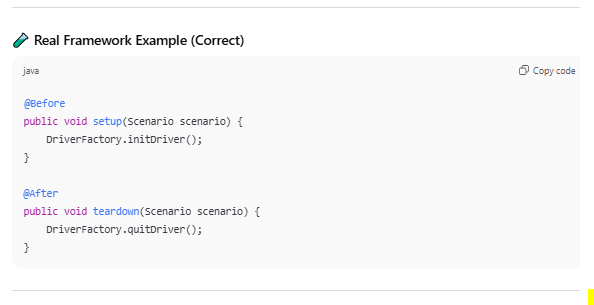 Real Framework Example (Correct)
java
Copy code
@Before
public void setup(Scenario scenario) {
    DriverFactory.initDriver();
}
@After
public void teardown(Scenario scenario) {
    DriverFactory.quitDriver();
}